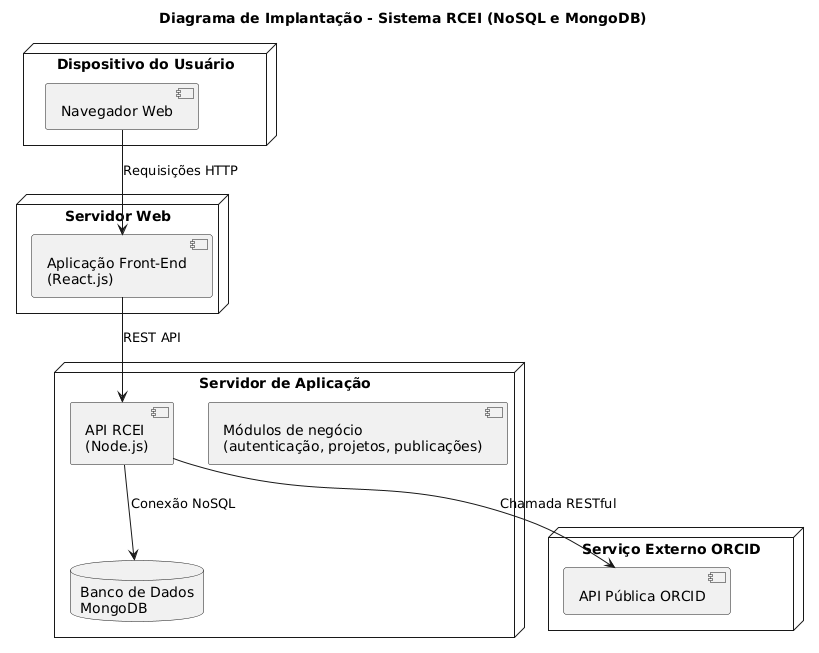 Diagrama de Implantação - Sistema RCEI (NoSQL e MongoDB)
Dispositivo do Usuário
Navegador Web
Requisições HTTP
Servidor Web
Aplicação Front-End
(React.js)
REST API
Servidor de Aplicação
API RCEI
(Node.js)
Módulos de negócio
(autenticação, projetos, publicações)
Conexão NoSQL
Chamada RESTful
Banco de Dados
MongoDB
Serviço Externo ORCID
API Pública ORCID